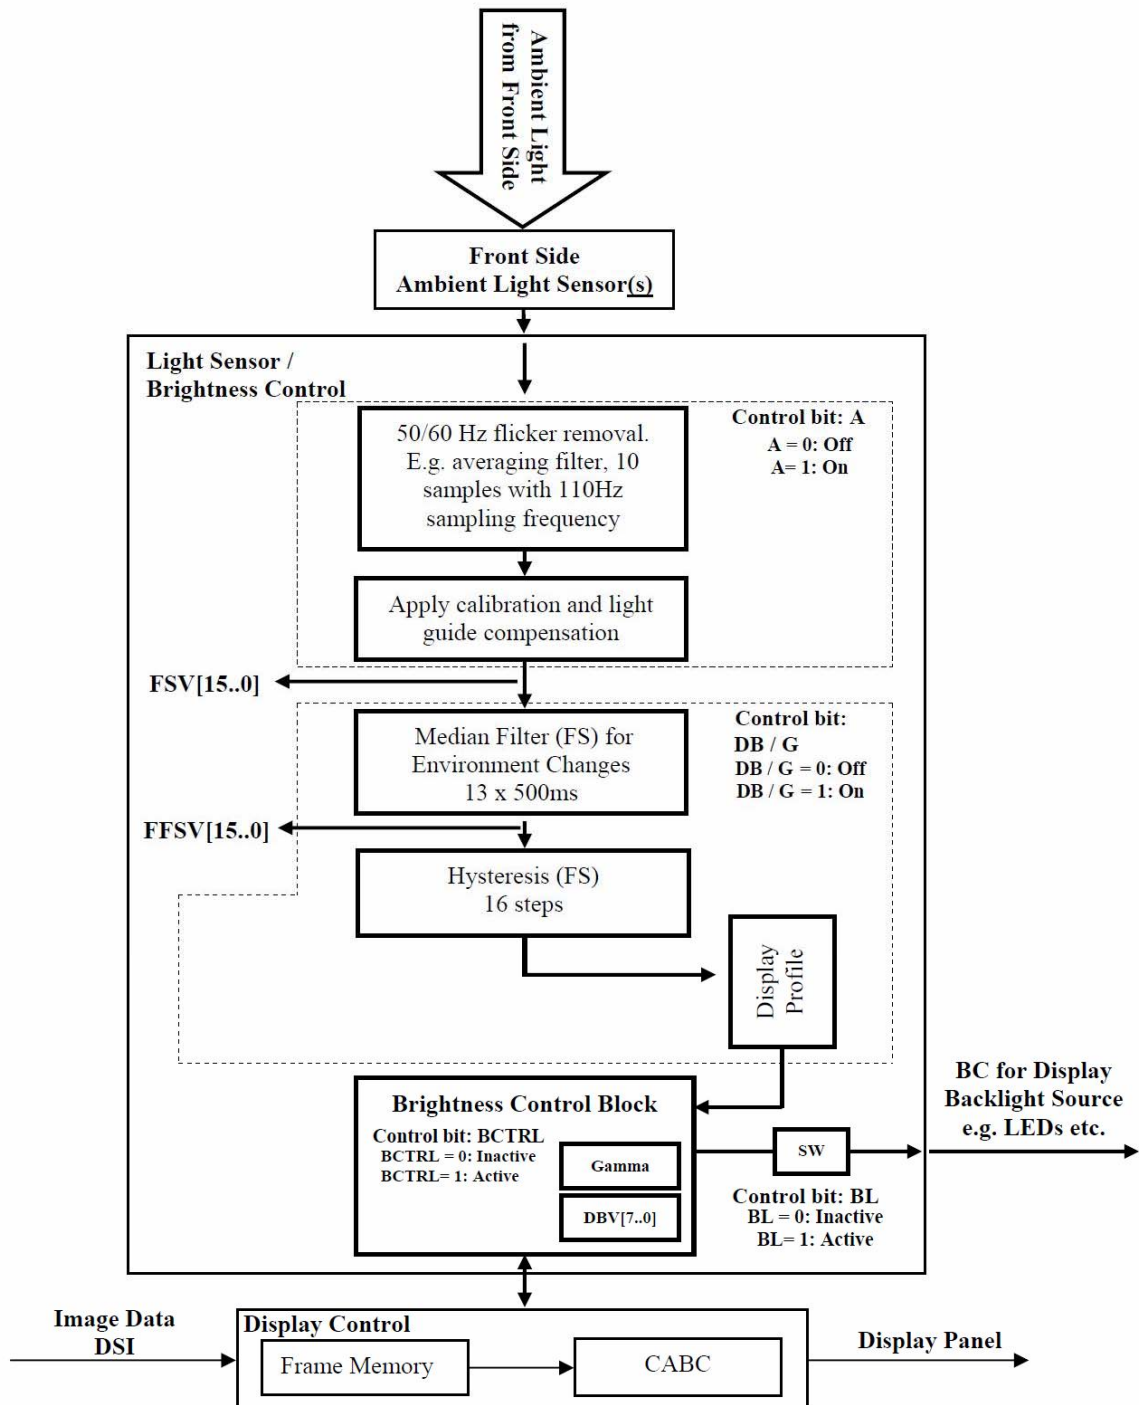 Ambient Light
from Front Side
Front Side
Ambient Light Sensor(s)
Light Sensor /
Brightness Control
50/60 Hz flicker removal.
E.g. averaging filter, 10
samples with 110Hz
sampling frequency
Control bit: A
A = 0: Off
A= 1: On
Apply calibration and light
guide compensation
FSV[15..0]
Median Filter (FS) for
Environment Changes
13 x 500ms
Control bit:
DB / G
DB / G = 0: Off
DB / G = 1: On
FFSV[15..0]
Hysteresis (FS)
16 steps
Display
Profile
Brightness Control Block
Control bit: BCTRL
BCTRL = 0: Inactive
BCTRL= 1: Active
Gamma
DBV[7..0]
SW
Control bit: BL
BL = 0: Inactive
BL= 1: Active
BC for Display
Backlight Source
e.g. LEDs etc.
Image Data
DSI
Display Control
Frame Memory
CABC
Display Panel